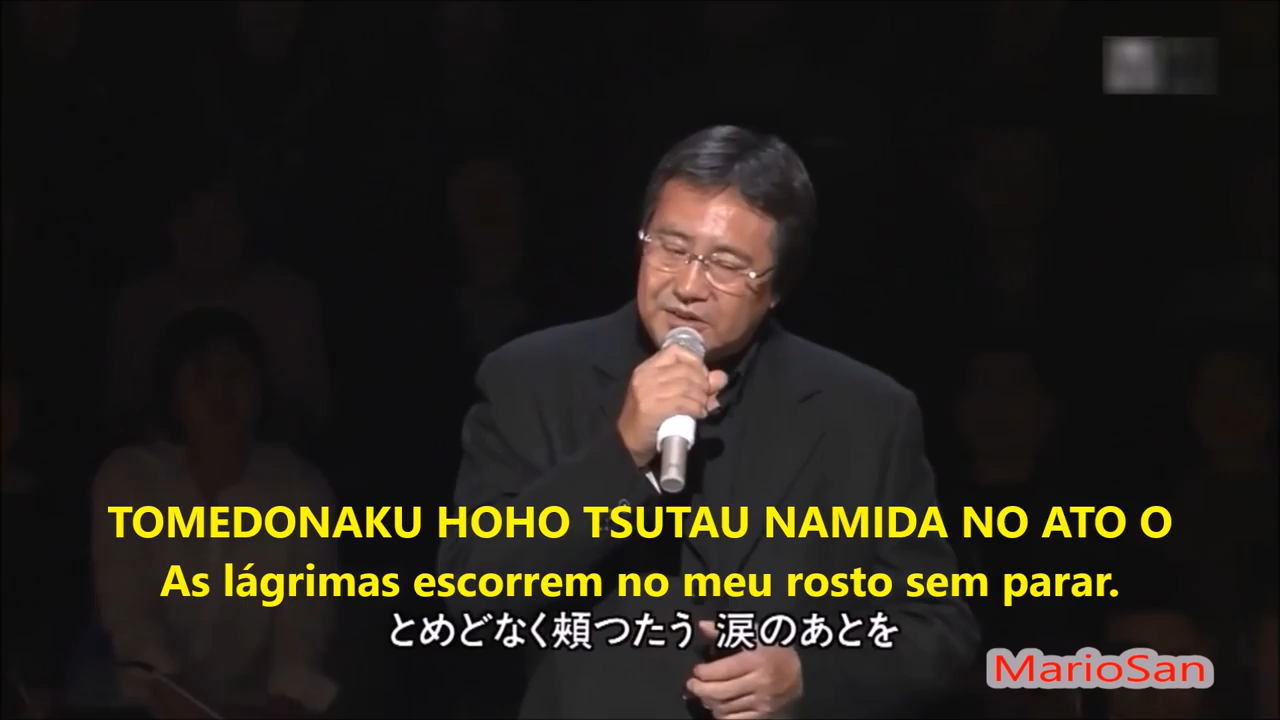 TOMEDONAKU HOHO TSUTAU NAMIDA NO ATO O
As lágrimas escorrem no meu rosto sem parar.
とめどなく頬つたう 涙のあとを
MarioSan